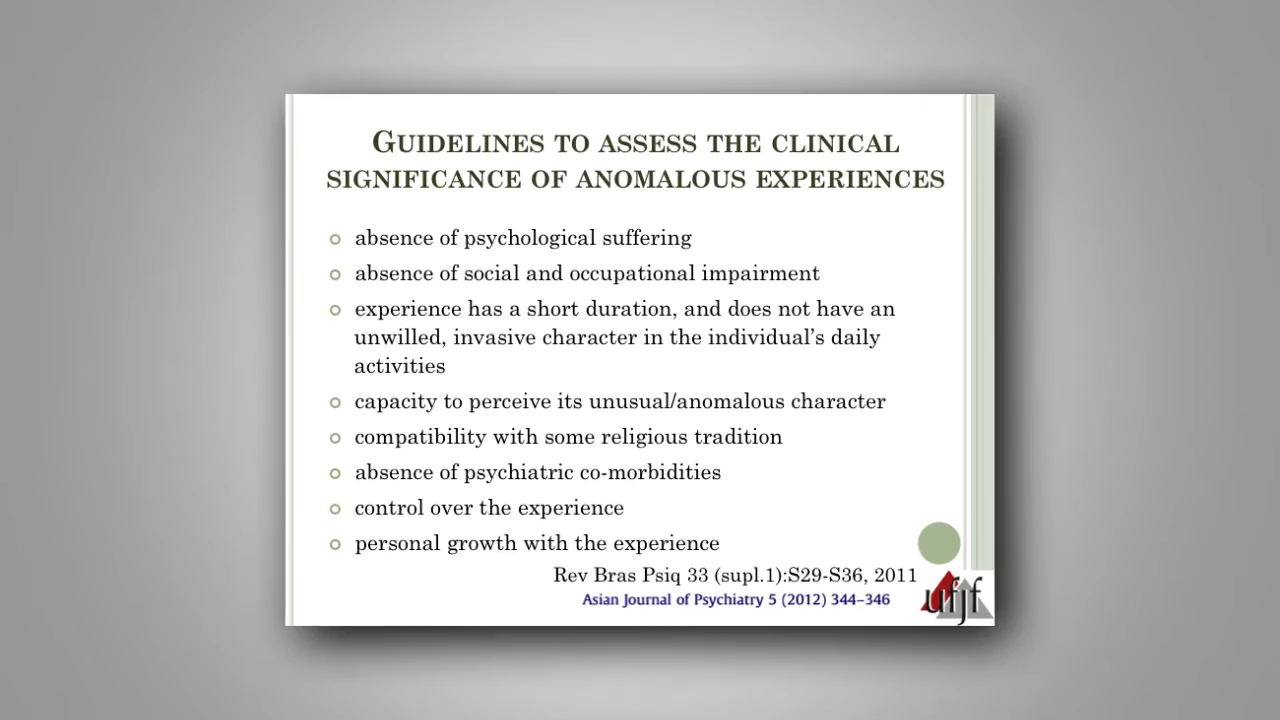 GUIDELINES TO ASSESS THE CLINICAL
SIGNIFICANCE OF ANOMALOUS EXPERIENCES
absence of psychological suffering
absence of social and occupational impairment
experience has a short duration, and does not have an
unwilled, invasive character in the individual's daily
activities
capacity to perceive its unusual/anomalous character
compatibility with some religious tradition
absence of psychiatric co-morbidities
control over the experience
personal growth with the experience
Rev Bras Psiq 33 (supl.1):S29-S36, 2011
Asian Journal of Psychiatry 5 (2012) 344–346
ufjf